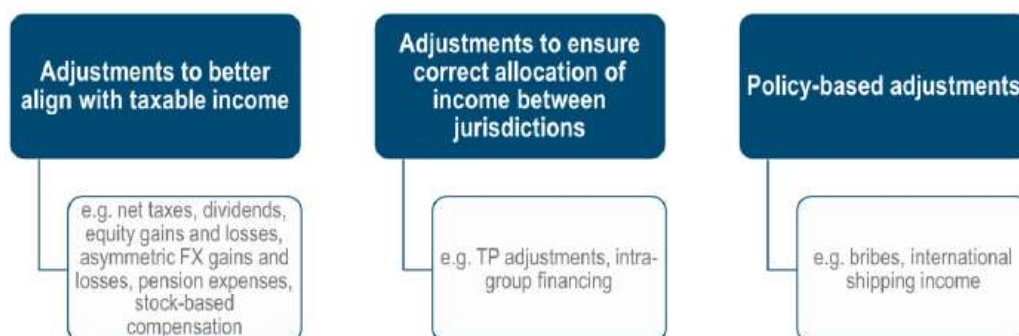 Adjustments to better
align with taxable income
e.g. net taxes, dividends,
equity gains and losses,
asymmetric FX gains and
losses, pension expenses,
stock-based
compensation
Adjustments to ensure
correct allocation of
income between
jurisdictions
e.g. TP adjustments, intra-
group financing
Policy-based adjustments
e.g. bribes, international
shipping income